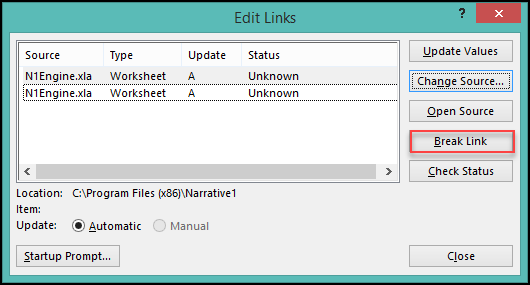 Edit Links
? ×
Source Type Update Status
N1Engine.xla Worksheet A Unknown
N1Engine.xla Worksheet A Unknown
Update Values
Change Source...
Open Source
Break Link
Check Status
Location: C:\Program Files (x86)\Narrative1
Item:
Update: Automatic Manual
Startup Prompt... Close